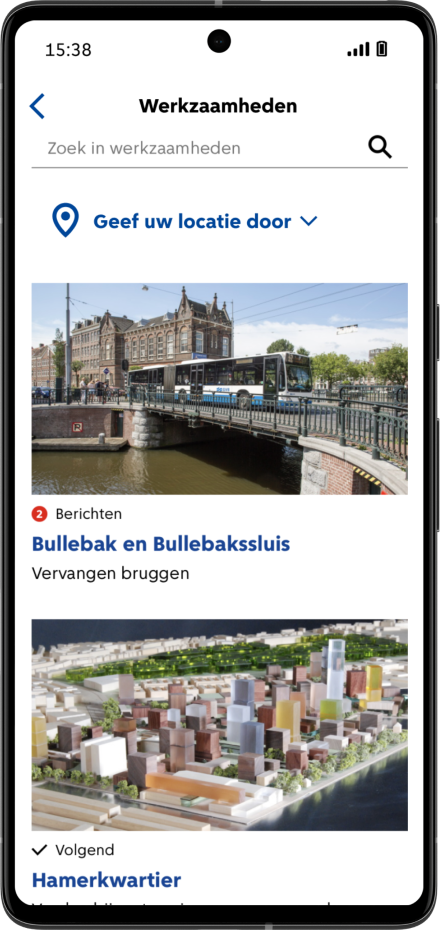 15:38
Werkzaamheden
Zoek in werkzaamheden
Geef uw locatie door
2 Berichten
Bullebak en Bullebakssluis
Vervangen bruggen
Volgend
Hamerkwartier